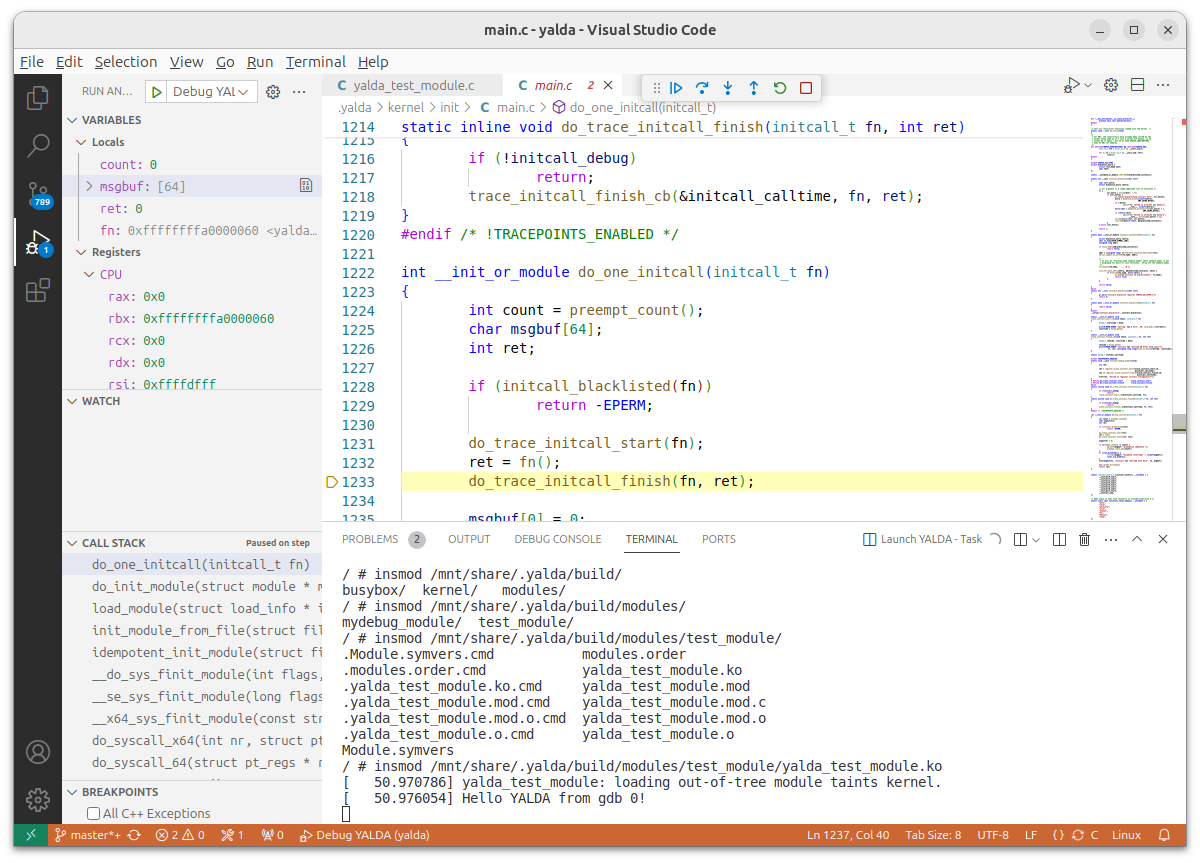 main.c - yalda - Visual Studio Code
File Edit Selection View Go Run Terminal Help
RUN AN... Debug YAL
yalda_test_module.c main.c 2
.yalda > kernel > init > C main.c > do_one_initcall(initcall_t)
VARIABLES
Locals
count: 0
msgbuf: [64]
ret: 0
fn: 0xffffffffa0000060 <yalda…
Registers
CPU
rax: 0x0
rbx: 0xffffffffa0000060
rcx: 0x0
rdx: 0x0
rsi: 0xffffdfff
WATCH
CALL STACK Paused on step
do_one_initcall(initcall_t fn)
do_init_module(struct module * m
load_module(struct load_info * i
init_module_from_file(struct fil
idempotent_init_module(struct fi
__do_sys_finit_module(int flags,
__se_sys_finit_module(long flags
__x64_sys_finit_module(const str
do_syscall_x64(int nr, struct pt
do_syscall_64(struct pt_regs * r
BREAKPOINTS
All C++ Exceptions
789
1
1214 static inline void do_trace_initcall_finish(initcall_t fn, int ret)
1215 {
1216 if (!initcall_debug)
1217 return;
1218 trace_initcall_finish_cb(&initcall_calltime, fn, ret);
1219 }
1220 #endif /* !TRACEPOINTS_ENABLED */
1221
1222 int __init_or_module do_one_initcall(initcall_t fn)
1223 {
1224 int count = preempt_count();
1225 char msgbuf[64];
1226 int ret;
1227
1228 if (initcall_blacklisted(fn))
1229 return -EPERM;
1230
1231 do_trace_initcall_start(fn);
1232 ret = fn();
1233 do_trace_initcall_finish(fn, ret);
1234
1235 msgbuf[0] = 0;
PROBLEMS 2 OUTPUT DEBUG CONSOLE TERMINAL PORTS Launch YALDA - Task
/ # insmod /mnt/share/.yalda/build/
busybox/ kernel/ modules/
/ # insmod /mnt/share/.yalda/build/modules/
mydebug_module/ test_module/
/ # insmod /mnt/share/.yalda/build/modules/test_module/
.Module.symvers.cmd modules.order
.modules.order.cmd yalda_test_module.ko
.yalda_test_module.ko.cmd yalda_test_module.mod
.yalda_test_module.mod.cmd yalda_test_module.mod.c
.yalda_test_module.mod.o.cmd yalda_test_module.mod.o
.yalda_test_module.o.cmd yalda_test_module.o
Module.symvers
/ # insmod /mnt/share/.yalda/build/modules/test_module/yalda_test_module.ko
[ 50.970786] yalda_test_module: loading out-of-tree module taints kernel.
[ 50.976054] Hello YALDA from gdb 0!
master*+ 2 0 1 0 Debug YALDA (yalda) Ln 1237, Col 40 Tab Size: 8 UTF-8 LF {} C Linux